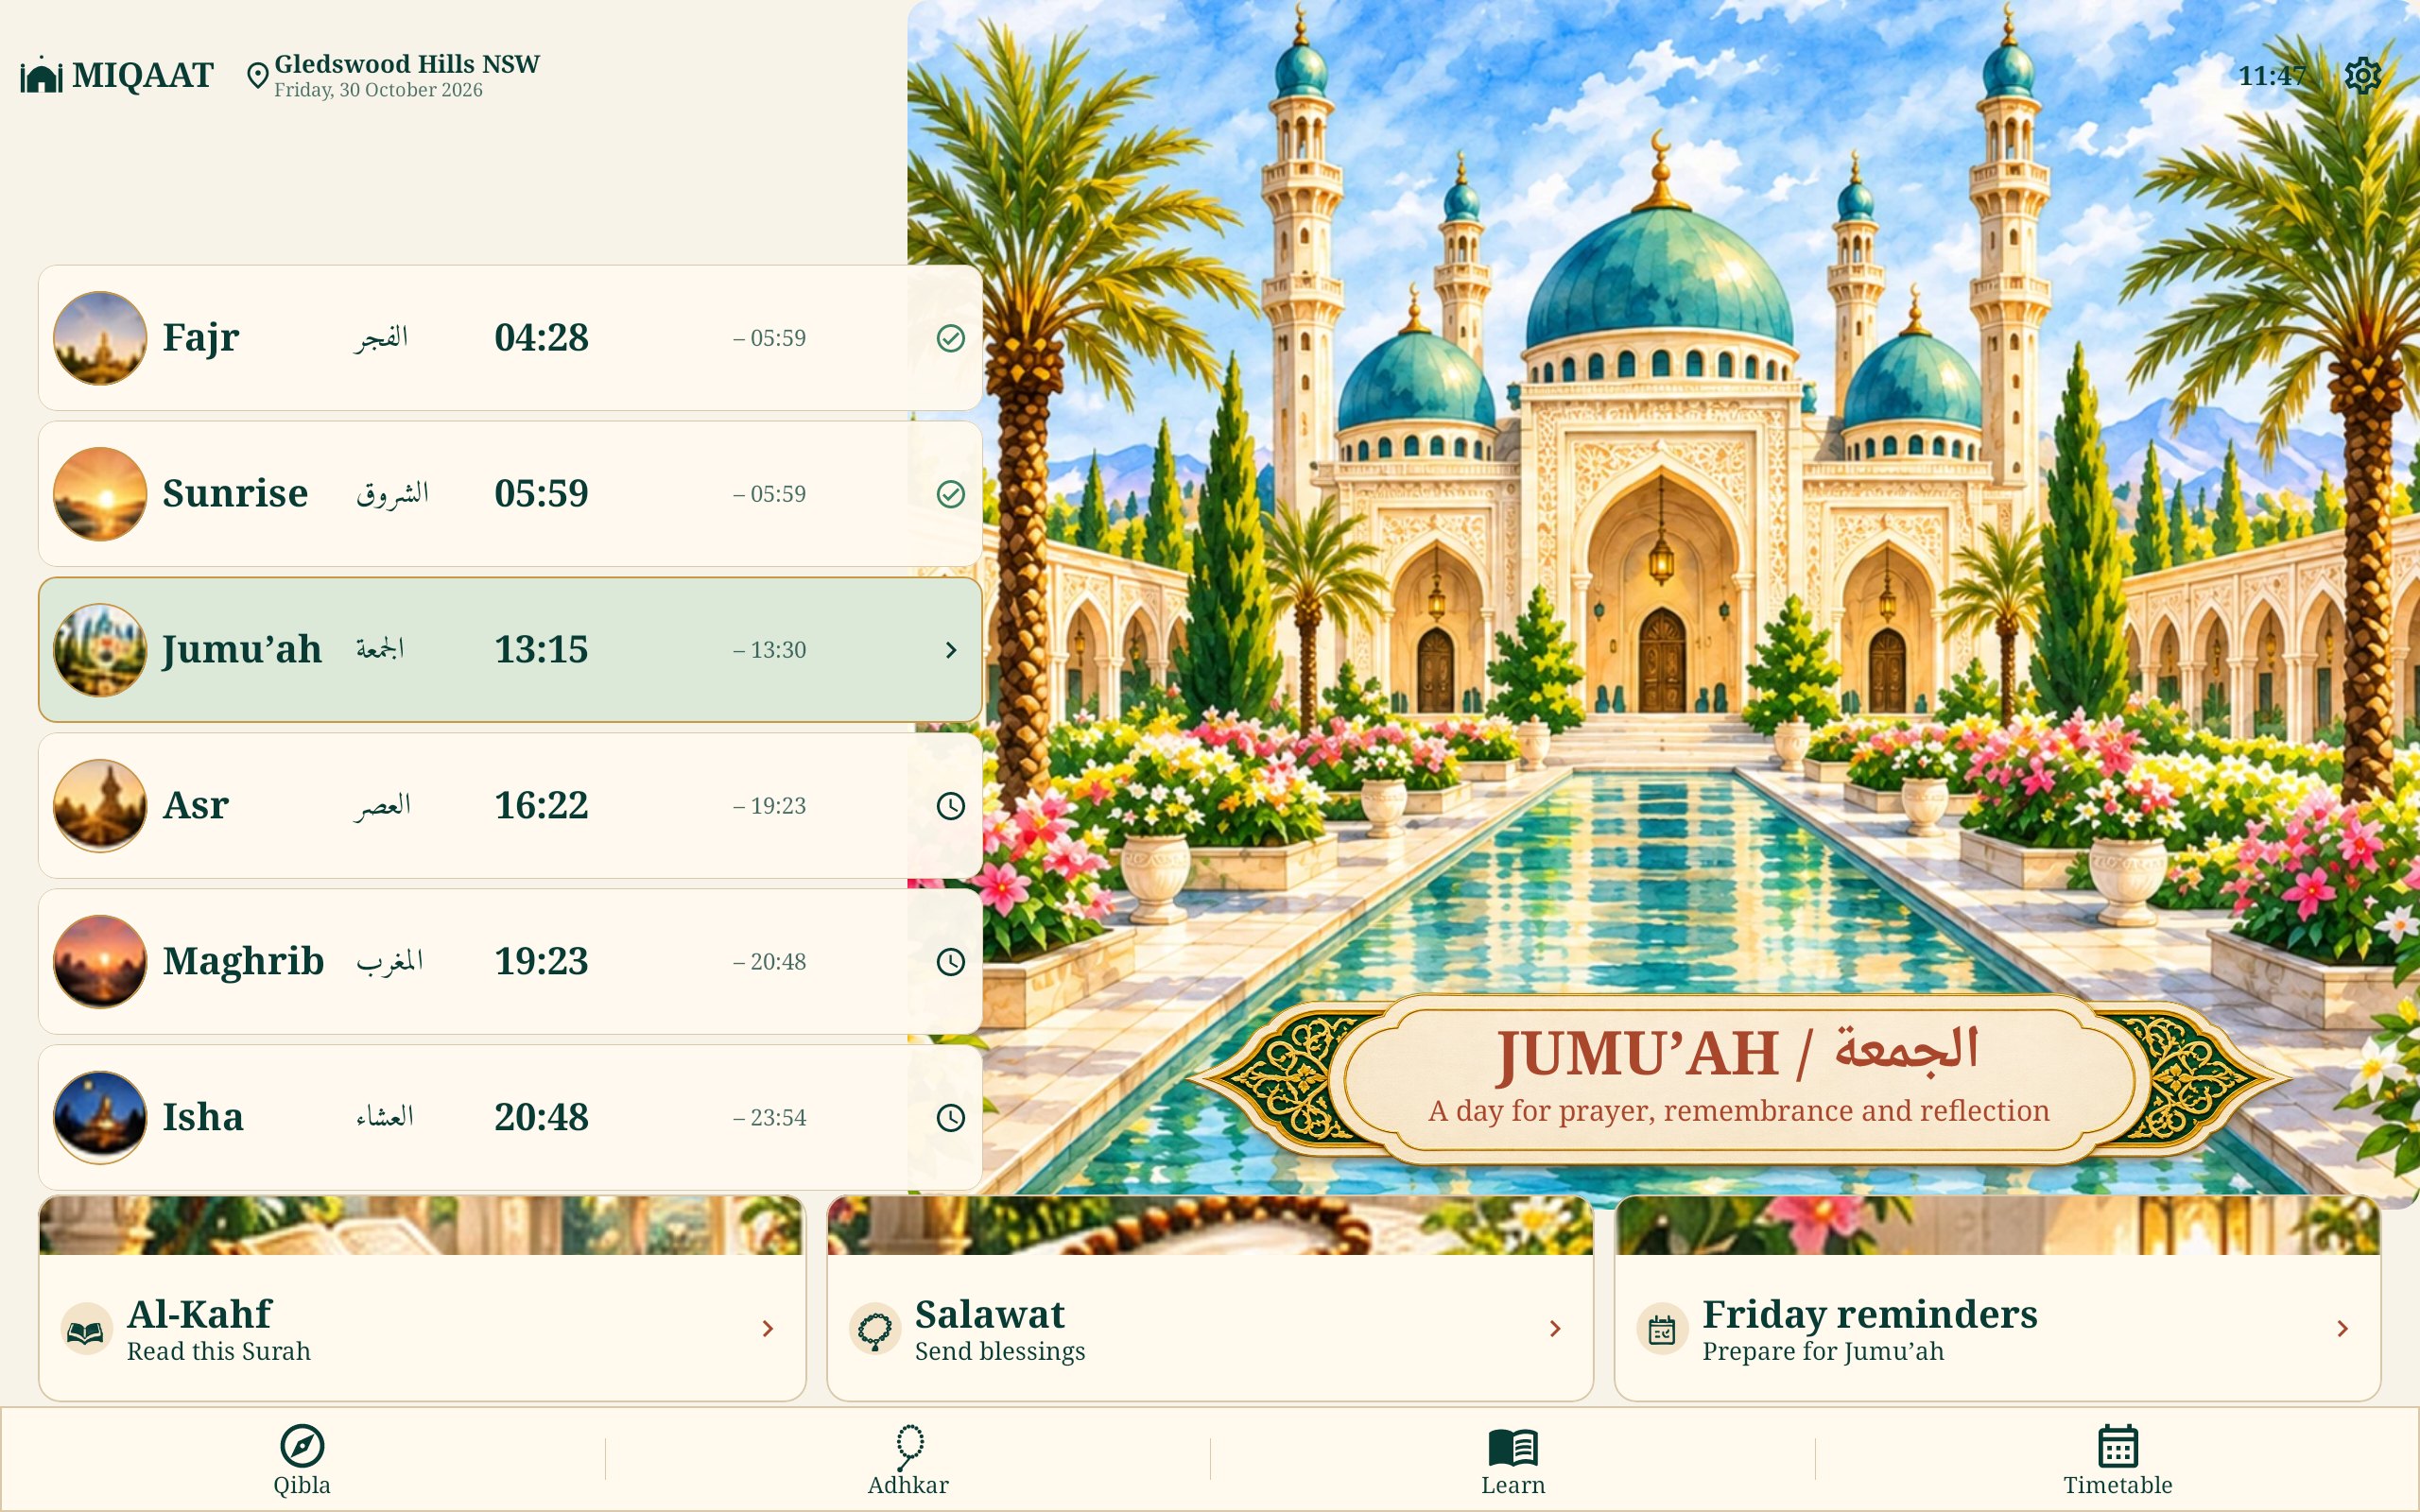 MIQAAT
Gledswood Hills NSW
Friday, 30 October 2026
11:47
Fajr الفجر 04:28 – 05:59
Sunrise الشروق 05:59 – 05:59
Jumu’ah الجمعة 13:15 – 13:30
Asr العصر 16:22 – 19:23
Maghrib المغرب 19:23 – 20:48
Isha العشاء 20:48 – 23:54
JUMU’AH / الجمعة
A day for prayer, remembrance and reflection
Al-Kahf
Read this Surah
Salawat
Send blessings
Friday reminders
Prepare for Jumu’ah
Qibla
Adhkar
Learn
Timetable